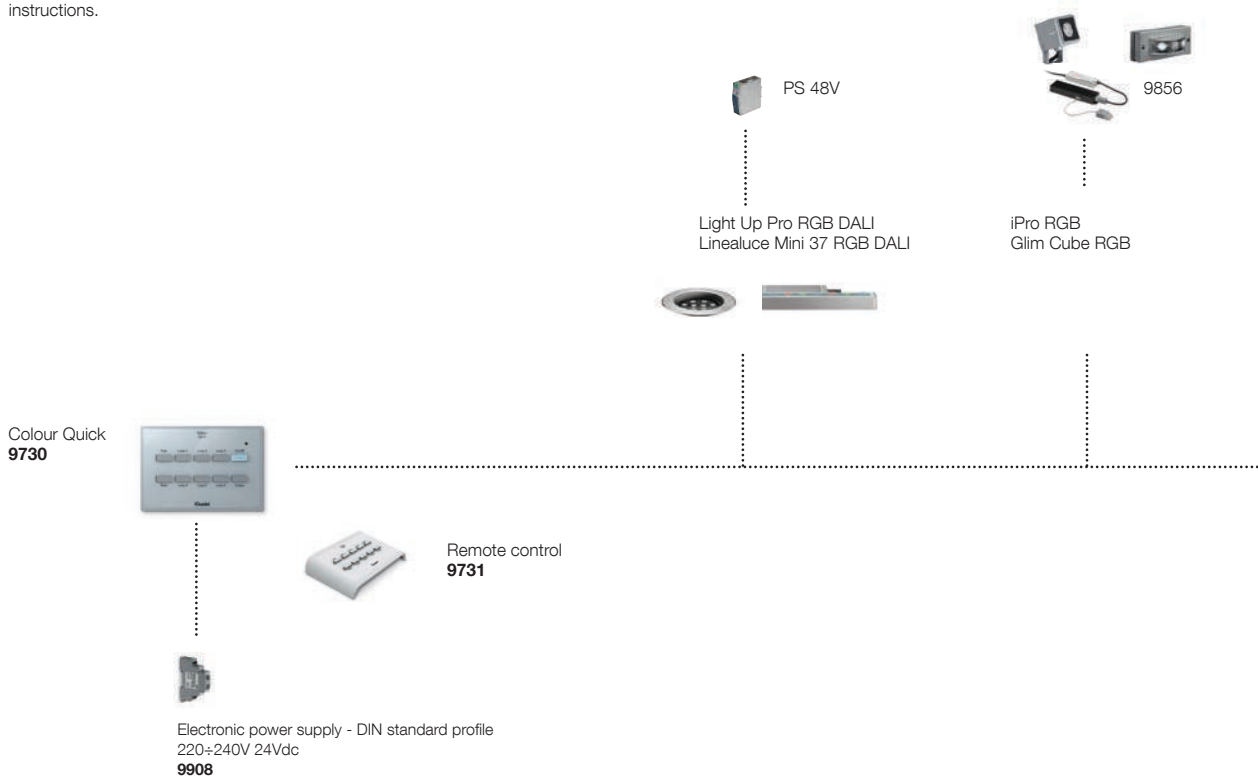 instructions.
PS 48V
9856
Light Up Pro RGB DALI
Linealuce Mini 37 RGB DALI
iPro RGB
Glim Cube RGB
Colour Quick
9730
Remote control
9731
Electronic power supply - DIN standard profile
220÷240V 24Vdc
9908